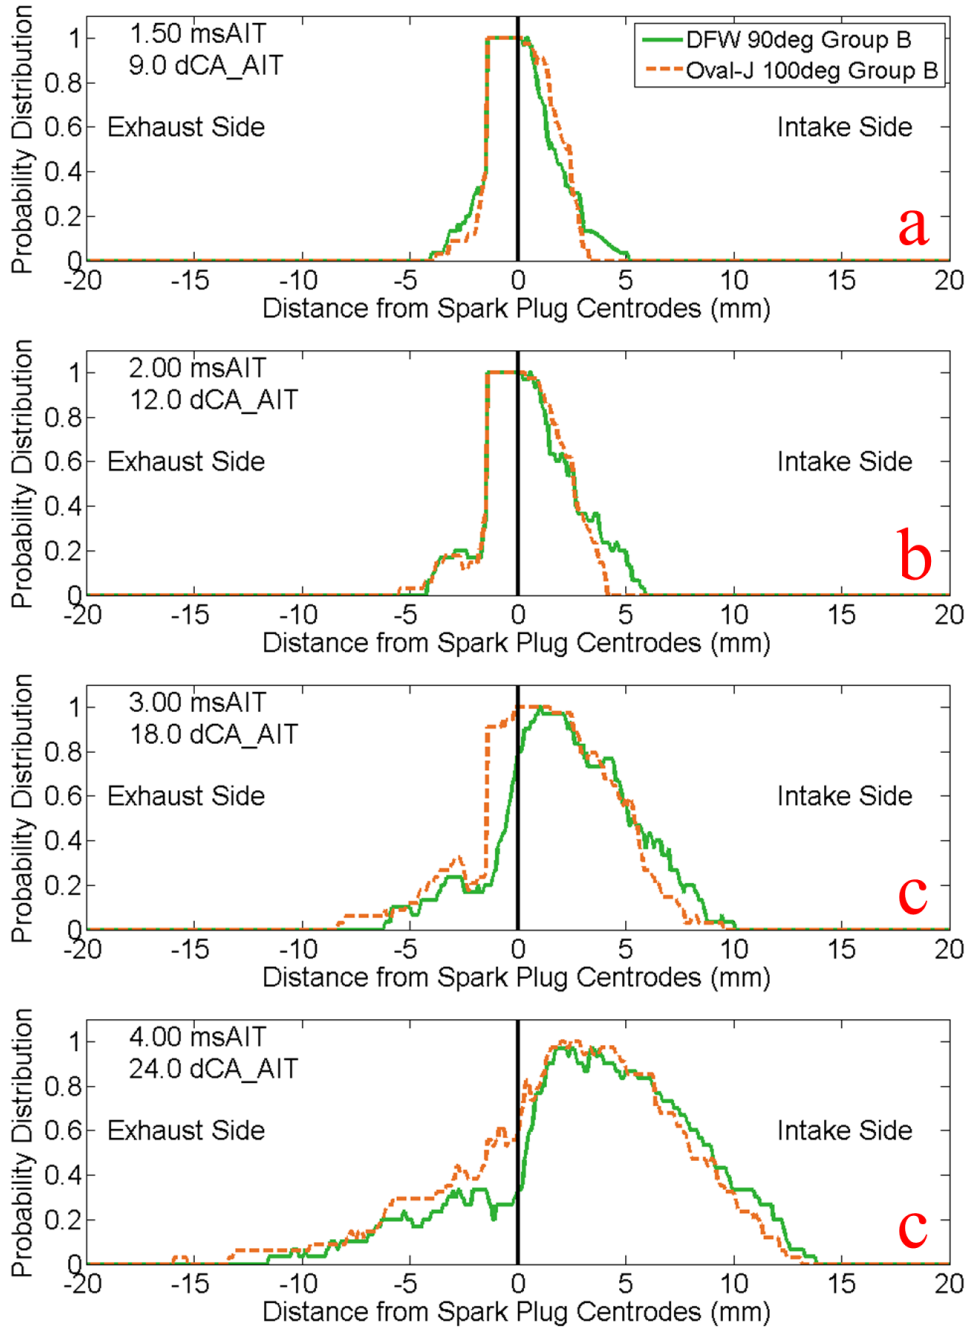 1.50 msAIT
9.0 dCA_AIT
DFW 90deg Group B
Oval-J 100deg Group B
Exhaust Side
Intake Side
a
Probability Distribution
1
0.8
0.6
0.4
0.2
0
-20 -15 -10 -5 0 5 10 15 20
Distance from Spark Plug Centrodes (mm)
2.00 msAIT
12.0 dCA_AIT
Exhaust Side
Intake Side
b
Probability Distribution
1
0.8
0.6
0.4
0.2
0
-20 -15 -10 -5 0 5 10 15 20
Distance from Spark Plug Centrodes (mm)
3.00 msAIT
18.0 dCA_AIT
Exhaust Side
Intake Side
c
Probability Distribution
1
0.8
0.6
0.4
0.2
0
-20 -15 -10 -5 0 5 10 15 20
Distance from Spark Plug Centrodes (mm)
4.00 msAIT
24.0 dCA_AIT
Exhaust Side
Intake Side
c
Probability Distribution
1
0.8
0.6
0.4
0.2
0
-20 -15 -10 -5 0 5 10 15 20
Distance from Spark Plug Centrodes (mm)